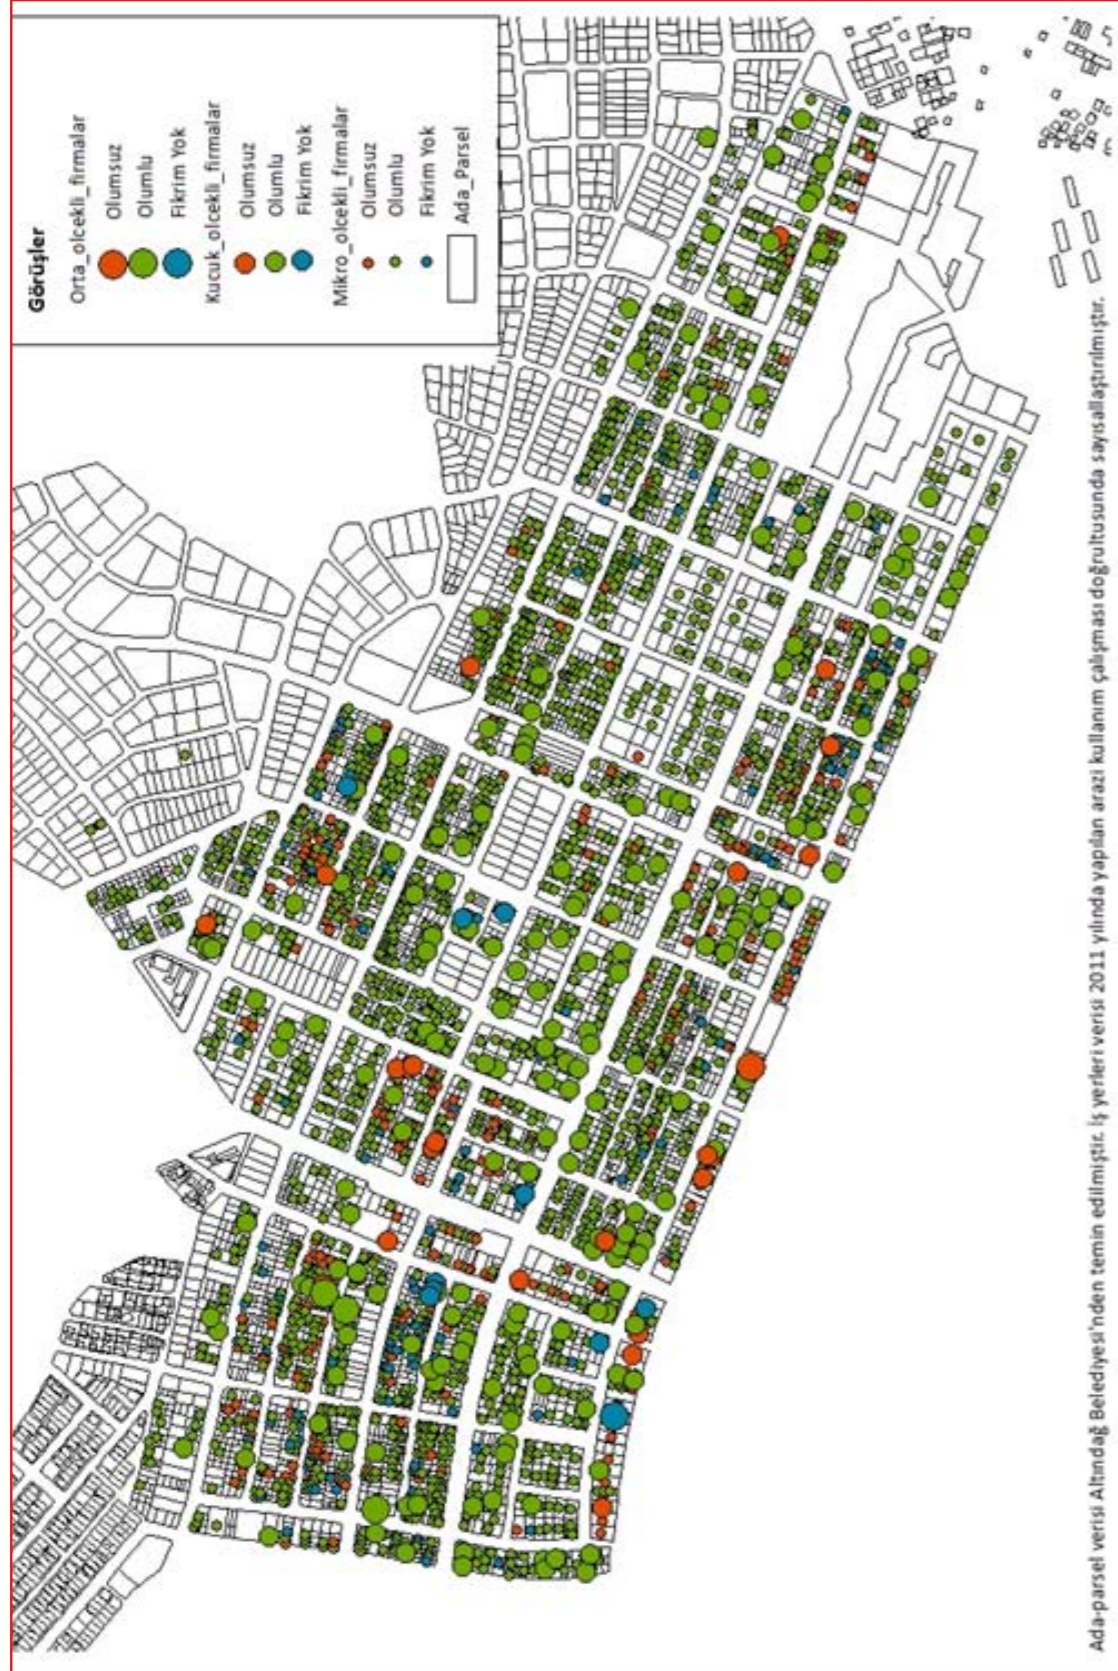 Görüşler
Orta_olcekli_firmalar
Olumsuz
Olumlu
Fikrim Yok
Kucuk_olcekli_firmalar
Olumsuz
Olumlu
Fikrim Yok
Mikro_olcekli_firmalar
Olumsuz
Olumlu
Fikrim Yok
Ada_Parsel
Ada-parsel verisi Altındağ Belediyesi'nden temin edilmiştir. İş yerleri verisi 2011 yılında yapılan arazi kullanım çalışması doğrultusunda sayısallaştırılmıştır.